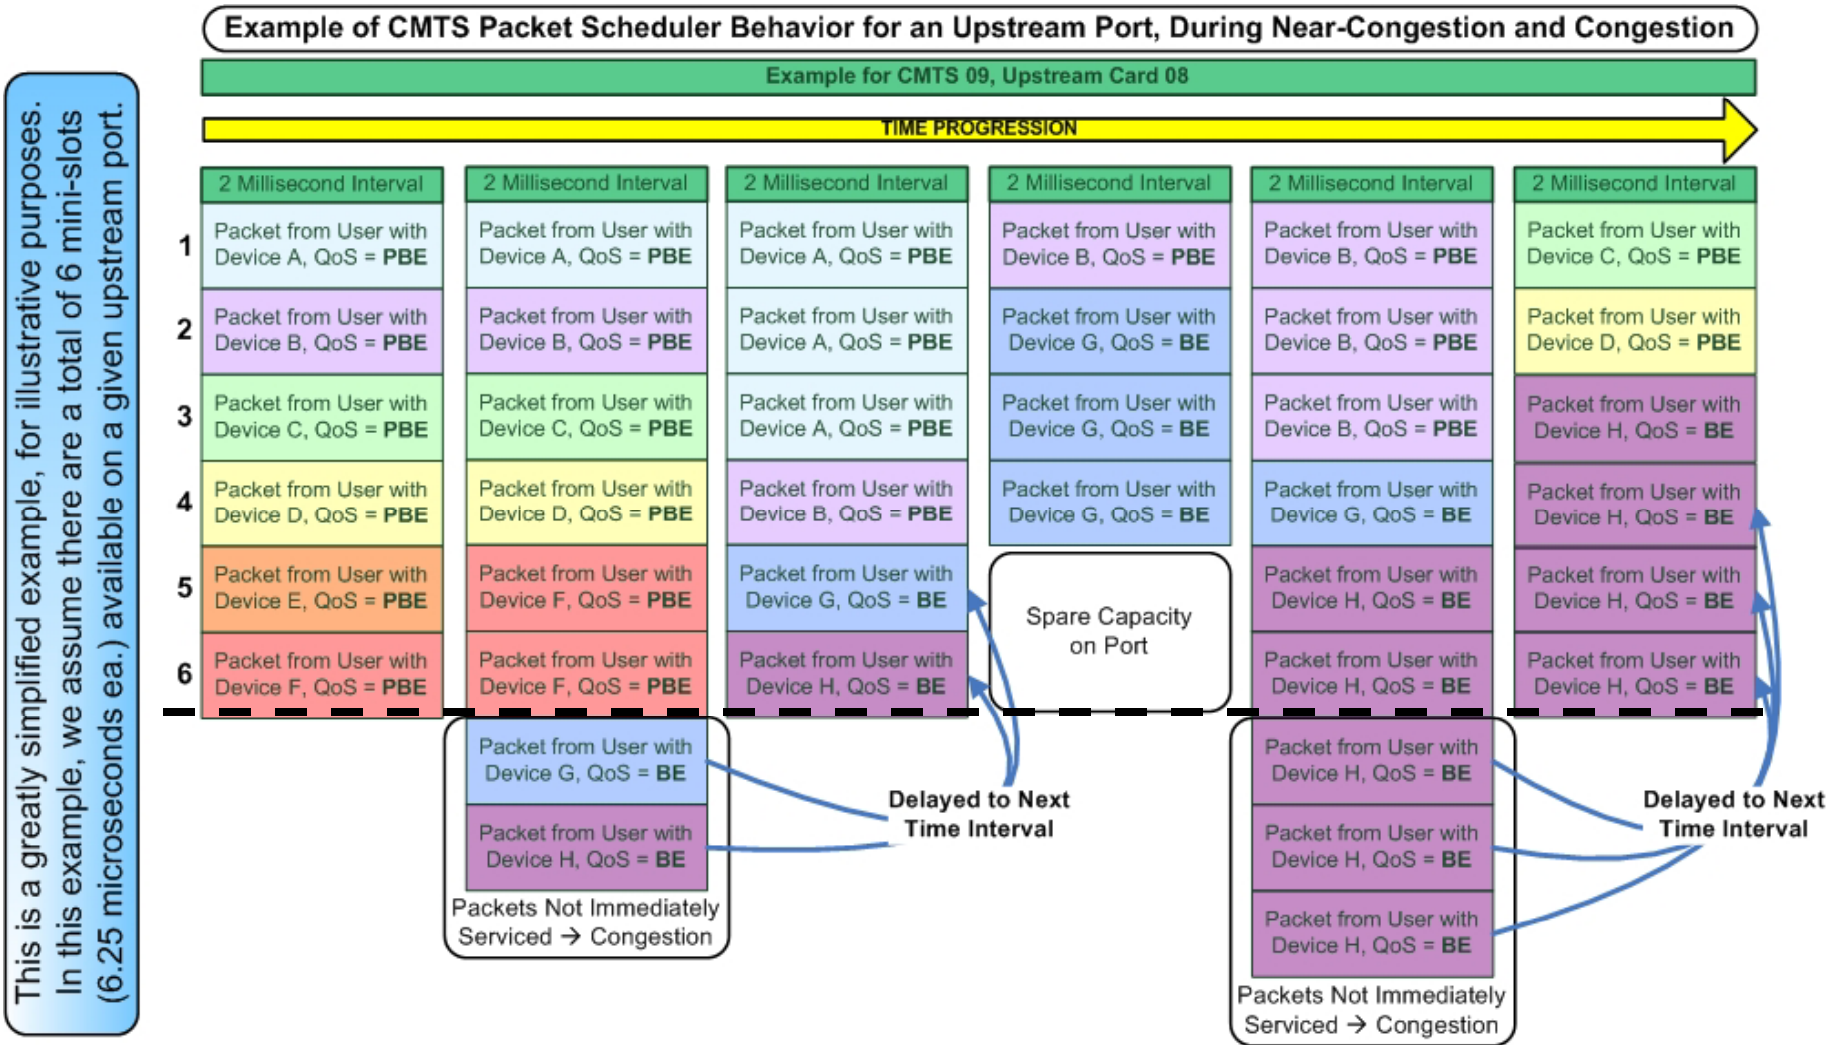 Example of CMTS Packet Scheduler Behavior for an Upstream Port, During Near-Congestion and Congestion
Example for CMTS 09, Upstream Card 08
TIME PROGRESSION
This is a greatly simplified example, for illustrative purposes.
In this example, we assume there are a total of 6 mini-slots
(6.25 microseconds ea.) available on a given upstream port.
1
2
3
4
5
6
2 Millisecond Interval
Packet from User with
Device A, QoS = PBE
Packet from User with
Device B, QoS = PBE
Packet from User with
Device C, QoS = PBE
Packet from User with
Device D, QoS = PBE
Packet from User with
Device E, QoS = PBE
Packet from User with
Device F, QoS = PBE
2 Millisecond Interval
Packet from User with
Device A, QoS = PBE
Packet from User with
Device B, QoS = PBE
Packet from User with
Device C, QoS = PBE
Packet from User with
Device D, QoS = PBE
Packet from User with
Device F, QoS = PBE
Packet from User with
Device F, QoS = PBE
Packet from User with
Device G, QoS = BE
Packet from User with
Device H, QoS = BE
Packets Not Immediately
Serviced → Congestion
2 Millisecond Interval
Packet from User with
Device A, QoS = PBE
Packet from User with
Device A, QoS = PBE
Packet from User with
Device A, QoS = PBE
Packet from User with
Device B, QoS = PBE
Packet from User with
Device G, QoS = BE
Packet from User with
Device H, QoS = BE
Delayed to Next
Time Interval
2 Millisecond Interval
Packet from User with
Device B, QoS = PBE
Packet from User with
Device G, QoS = BE
Packet from User with
Device G, QoS = BE
Packet from User with
Device G, QoS = BE
Spare Capacity
on Port
2 Millisecond Interval
Packet from User with
Device B, QoS = PBE
Packet from User with
Device B, QoS = PBE
Packet from User with
Device B, QoS = PBE
Packet from User with
Device G, QoS = BE
Packet from User with
Device H, QoS = BE
Packet from User with
Device H, QoS = BE
Packet from User with
Device H, QoS = BE
Packet from User with
Device H, QoS = BE
Packet from User with
Device H, QoS = BE
Packets Not Immediately
Serviced → Congestion
2 Millisecond Interval
Packet from User with
Device C, QoS = PBE
Packet from User with
Device D, QoS = PBE
Packet from User with
Device H, QoS = BE
Packet from User with
Device H, QoS = BE
Packet from User with
Device H, QoS = BE
Packet from User with
Device H, QoS = BE
Delayed to Next
Time Interval